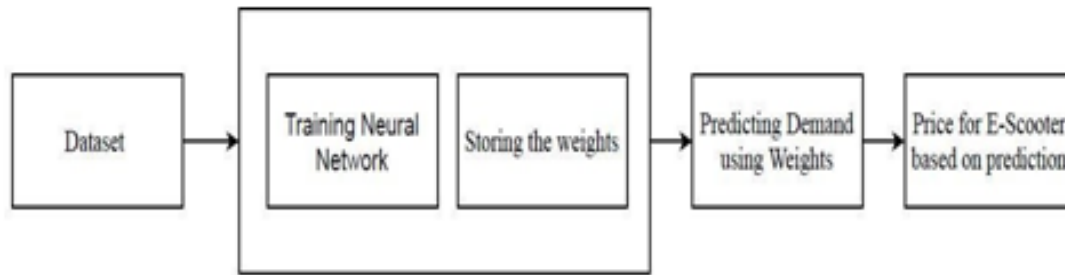 Dataset
Training Neural
Network
Storing the weights
Predicting Demand
using Weights
Price for E-Scooter
based on prediction